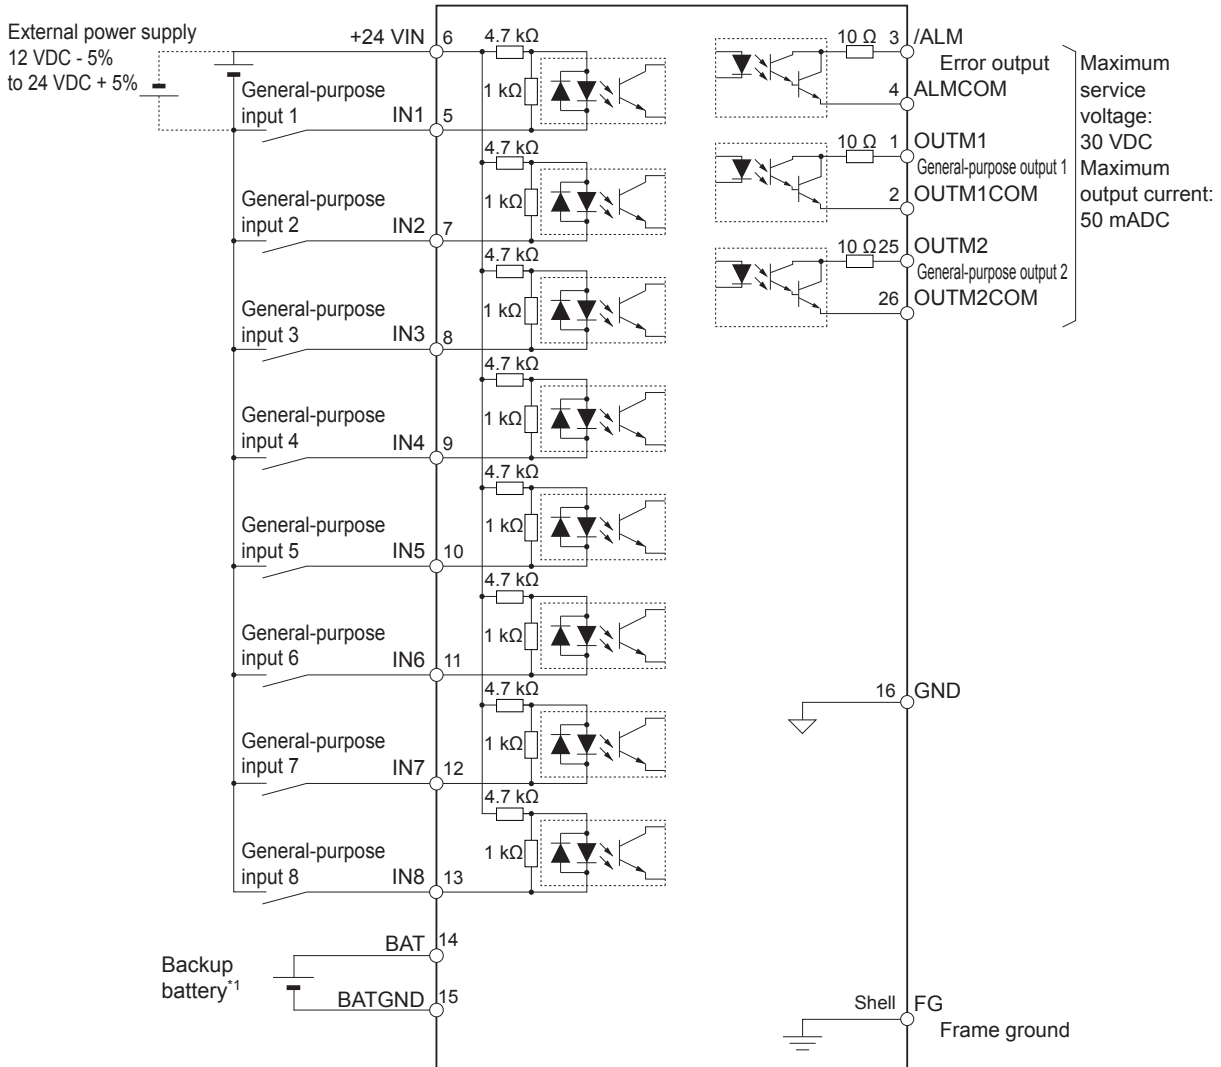 External power supply
12 VDC - 5%
to 24 VDC + 5%
+24 VIN 6
4.7 kΩ
1 kΩ
General-purpose
input 1
IN1 5
4.7 kΩ
1 kΩ
General-purpose
input 2
IN2 7
4.7 kΩ
1 kΩ
General-purpose
input 3
IN3 8
4.7 kΩ
1 kΩ
General-purpose
input 4
IN4 9
4.7 kΩ
1 kΩ
General-purpose
input 5
IN5 10
4.7 kΩ
1 kΩ
General-purpose
input 6
IN6 11
4.7 kΩ
1 kΩ
General-purpose
input 7
IN7 12
4.7 kΩ
1 kΩ
General-purpose
input 8
IN8 13
BAT 14
Backup
battery*1
BATGND 15
10 Ω 3 /ALM
Error output
4 ALMCOM
10 Ω 1 OUTM1
General-purpose output 1
2 OUTM1COM
10 Ω 25 OUTM2
General-purpose output 2
26 OUTM2COM
Maximum
service
voltage:
30 VDC
Maximum
output current:
50 mADC
16 GND
Shell FG
Frame ground